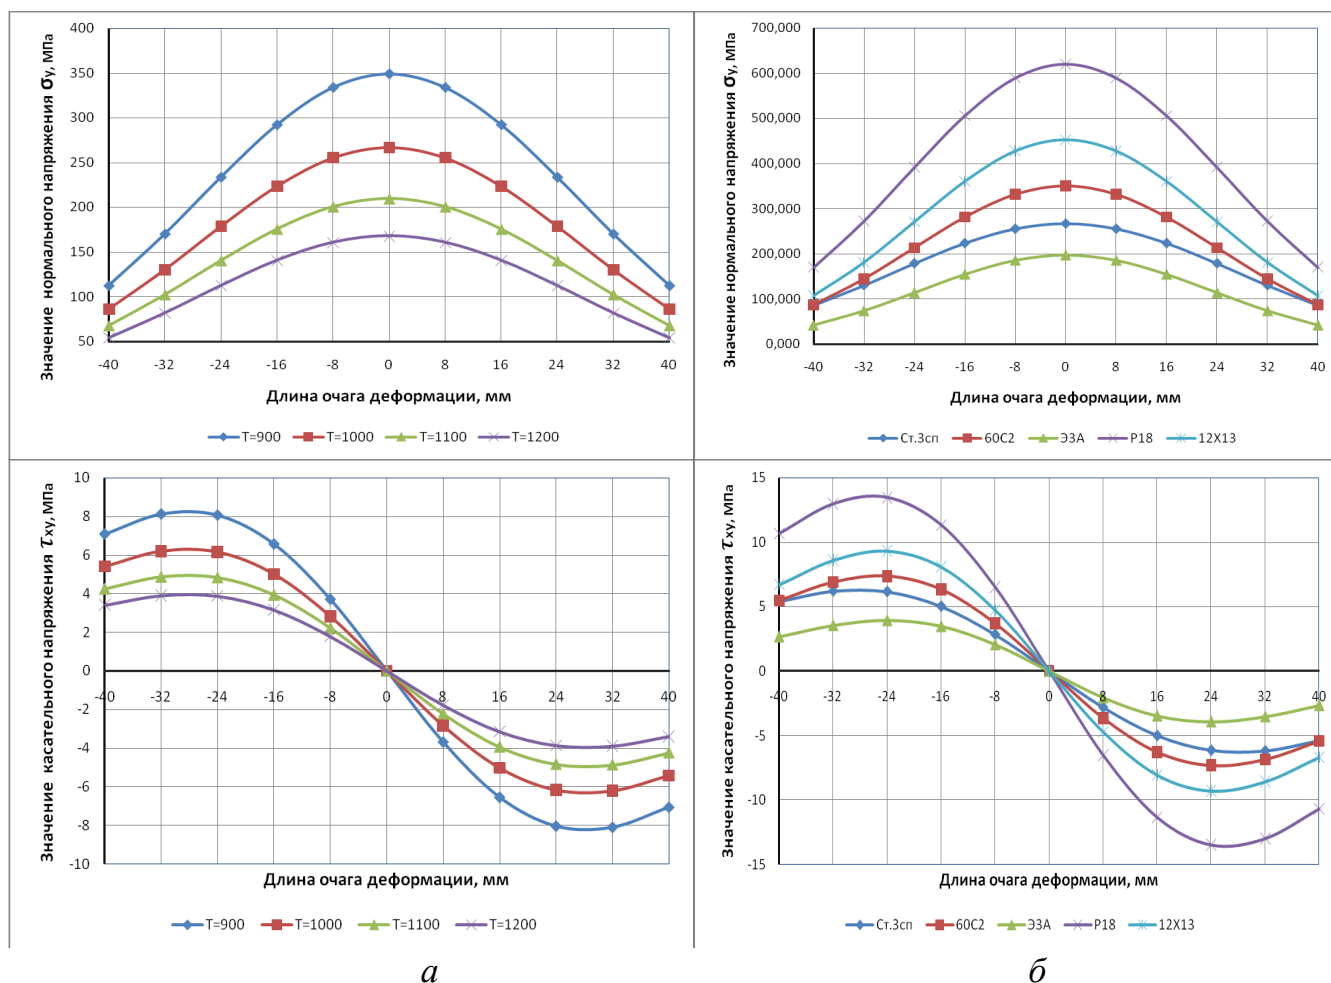 Значение нормального напряжения σy, МПа
400
350
300
250
200
150
100
50
-40 -32 -24 -16 -8 0 8 16 24 32 40
Длина очага деформации, мм
T=900 T=1000 T=1100 T=1200
Значение нормального напряжения σy, МПа
700,000
600,000
500,000
400,000
300,000
200,000
100,000
0,000
-40 -32 -24 -16 -8 0 8 16 24 32 40
Длина очага деформации, мм
Ст.3сп 60С2 ЭЗА Р18 12Х13
Значение касательного напряжения τxy, МПа
10
8
6
4
2
0
-2
-4
-6
-8
-10
-40 -32 -24 -16 -8 0 8 16 24 32 40
Длина очага деформации, мм
T=900 T=1000 T=1100 T=1200
Значение касательного напряжения τxy, МПа
15
10
5
0
-5
-10
-15
-40 -32 -24 -16 -8 0 8 16 24 32 40
Длина очага деформации, мм
Ст.3сп 60С2 ЭЗА Р18 12Х13
а б